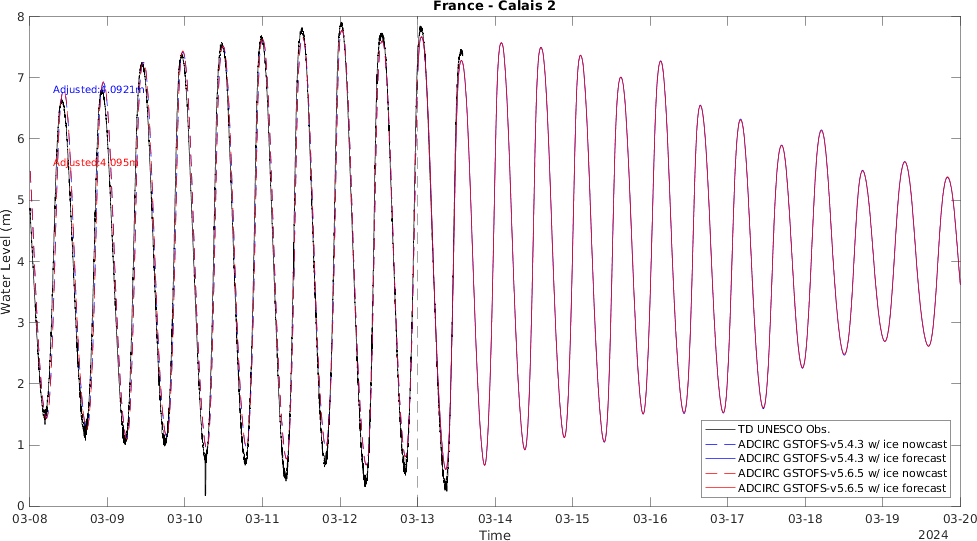 France - Calais 2
Water Level (m)
8
7
6
5
4
3
2
1
0
Adjusted:4.0921m
Adjusted:4.095m
TD UNESCO Obs.
ADCIRC GSTOFS-v5.4.3 w/ ice nowcast
ADCIRC GSTOFS-v5.4.3 w/ ice forecast
ADCIRC GSTOFS-v5.6.5 w/ ice nowcast
ADCIRC GSTOFS-v5.6.5 w/ ice forecast
03-08 03-09 03-10 03-11 03-12 03-13 03-14 03-15 03-16 03-17 03-18 03-19 03-20
Time
2024